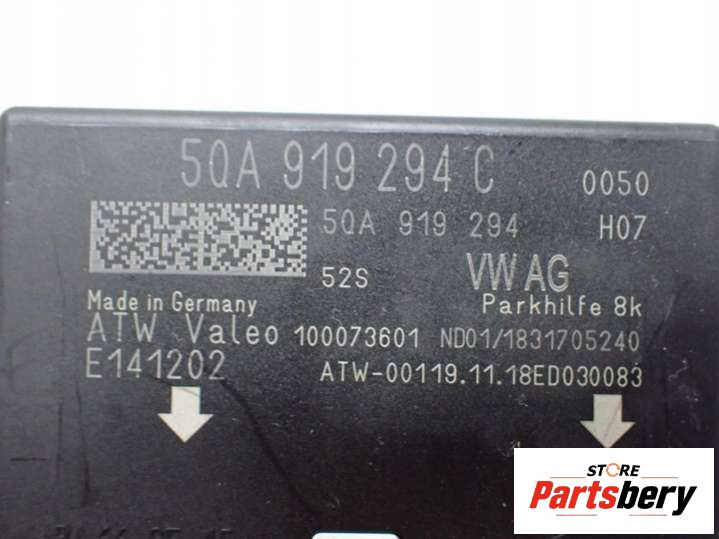 5QA 919 294 C 0050
5QA 919 294 H07
52S VW AG
Made in Germany Parkhilfe 8k
ATW Valeo 100073601 ND01/1831705240
E141202 ATW-00119.11.18ED030083
STORE
Partsbery